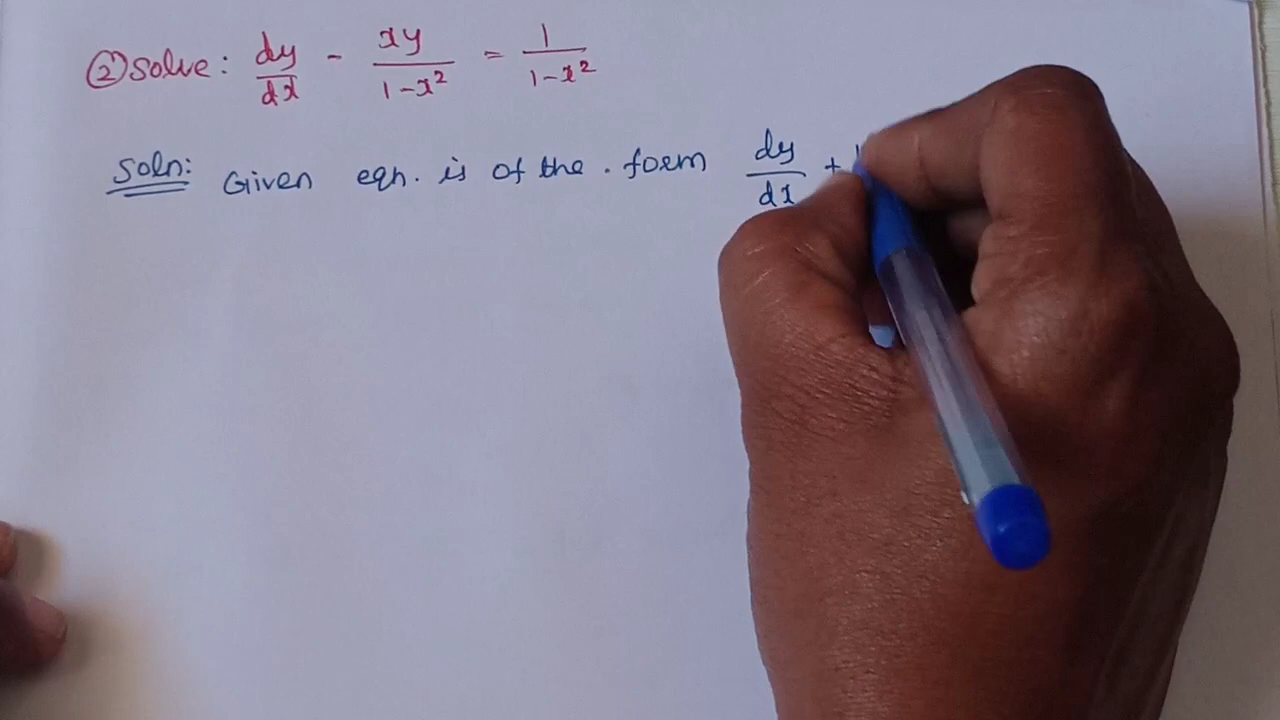 ② Solve: dy/dx - xy/(1-x²) = 1/(1-x²)
Soln: Given eqn. is of the . form dy/dx +